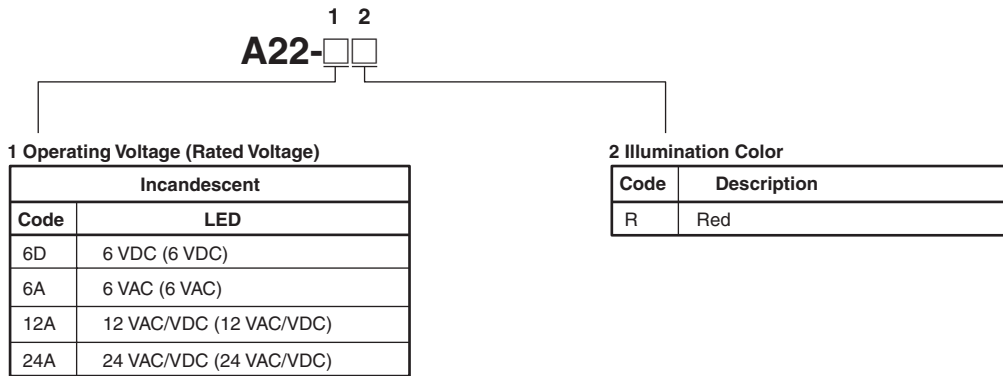 1 2
A22-□□
1 Operating Voltage (Rated Voltage)
Incandescent
Code LED
6D 6 VDC (6 VDC)
6A 6 VAC (6 VAC)
12A 12 VAC/VDC (12 VAC/VDC)
24A 24 VAC/VDC (24 VAC/VDC)
2 Illumination Color
Code Description
R Red